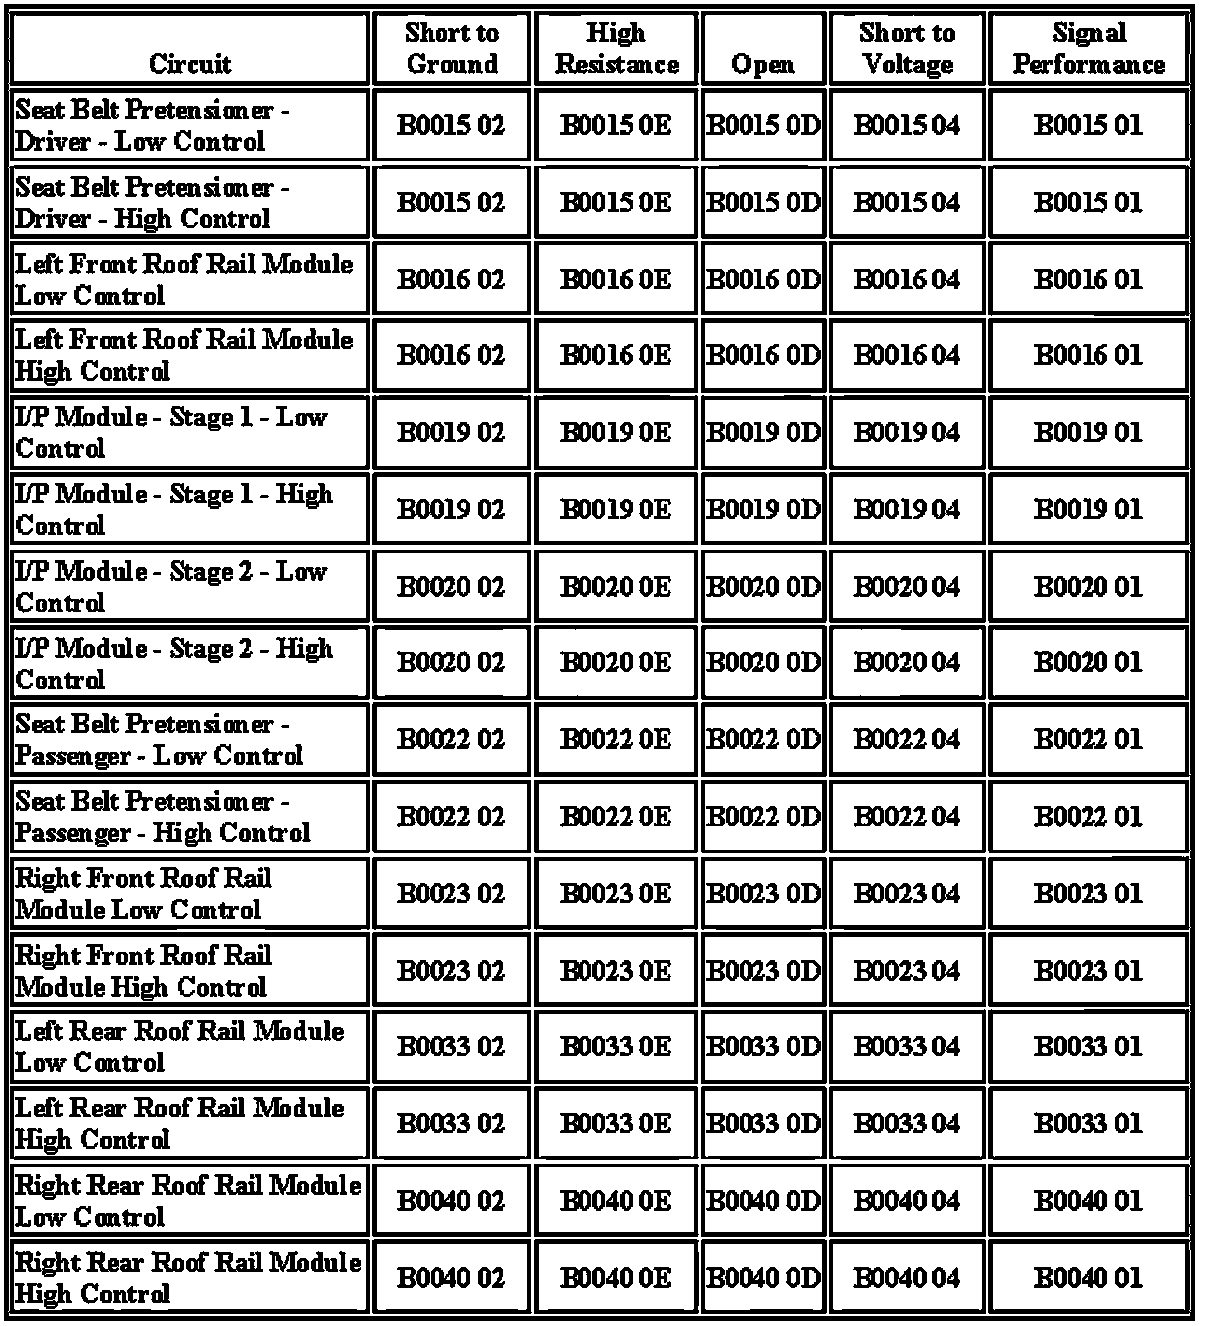 Circuit
Short to
Ground
High
Resistance
Open
Short to
Voltage
Signal
Performance
Seat Belt Pretensioner -
Driver - Low Control
B0015 02
B0015 0E
B0015 0D
B0015 04
B0015 01
Seat Belt Pretensioner -
Driver - High Control
B0015 02
B0015 0E
B0015 0D
B0015 04
B0015 01
Left Front Roof Rail Module
Low Control
B0016 02
B0016 0E
B0016 0D
B0016 04
B0016 01
Left Front Roof Rail Module
High Control
B0016 02
B0016 0E
B0016 0D
B0016 04
B0016 01
I/P Module - Stage 1 - Low
Control
B0019 02
B0019 0E
B0019 0D
B0019 04
B0019 01
I/P Module - Stage 1 - High
Control
B0019 02
B0019 0E
B0019 0D
B0019 04
B0019 01
I/P Module - Stage 2 - Low
Control
B0020 02
B0020 0E
B0020 0D
B0020 04
B0020 01
I/P Module - Stage 2 - High
Control
B0020 02
B0020 0E
B0020 0D
B0020 04
B0020 01
Seat Belt Pretensioner -
Passenger - Low Control
B0022 02
B0022 0E
B0022 0D
B0022 04
B0022 01
Seat Belt Pretensioner -
Passenger - High Control
B0022 02
B0022 0E
B0022 0D
B0022 04
B0022 01
Right Front Roof Rail
Module Low Control
B0023 02
B0023 0E
B0023 0D
B0023 04
B0023 01
Right Front Roof Rail
Module High Control
B0023 02
B0023 0E
B0023 0D
B0023 04
B0023 01
Left Rear Roof Rail Module
Low Control
B0033 02
B0033 0E
B0033 0D
B0033 04
B0033 01
Left Rear Roof Rail Module
High Control
B0033 02
B0033 0E
B0033 0D
B0033 04
B0033 01
Right Rear Roof Rail Module
Low Control
B0040 02
B0040 0E
B0040 0D
B0040 04
B0040 01
Right Rear Roof Rail Module
High Control
B0040 02
B0040 0E
B0040 0D
B0040 04
B0040 01